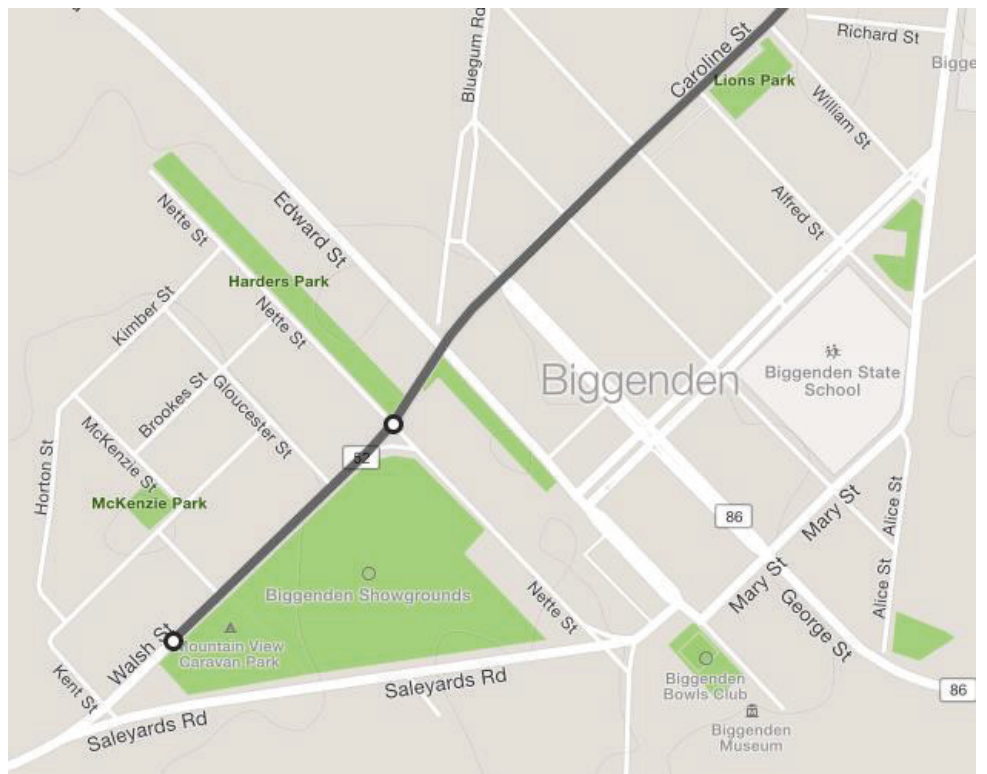 Richard St
Bigge
Bluegum Rd
Caroline St
Lions Park
William St
Alfred St
Nette St
Edward St
Harders Park
Nette St
Kimber St
Biggenden
Biggenden State
School
Brookes St
Gloucester St
McKenzie St
52
Horton St
McKenzie Park
86
Mary St
Alice St
Biggenden Showgrounds
Nette St
Mary St
Alice St
George St
Walsh St
Mountain View
Caravan Park
Kent St
Saleyards Rd
Biggenden
Bowls Club
86
Saleyards Rd
Biggenden
Museum